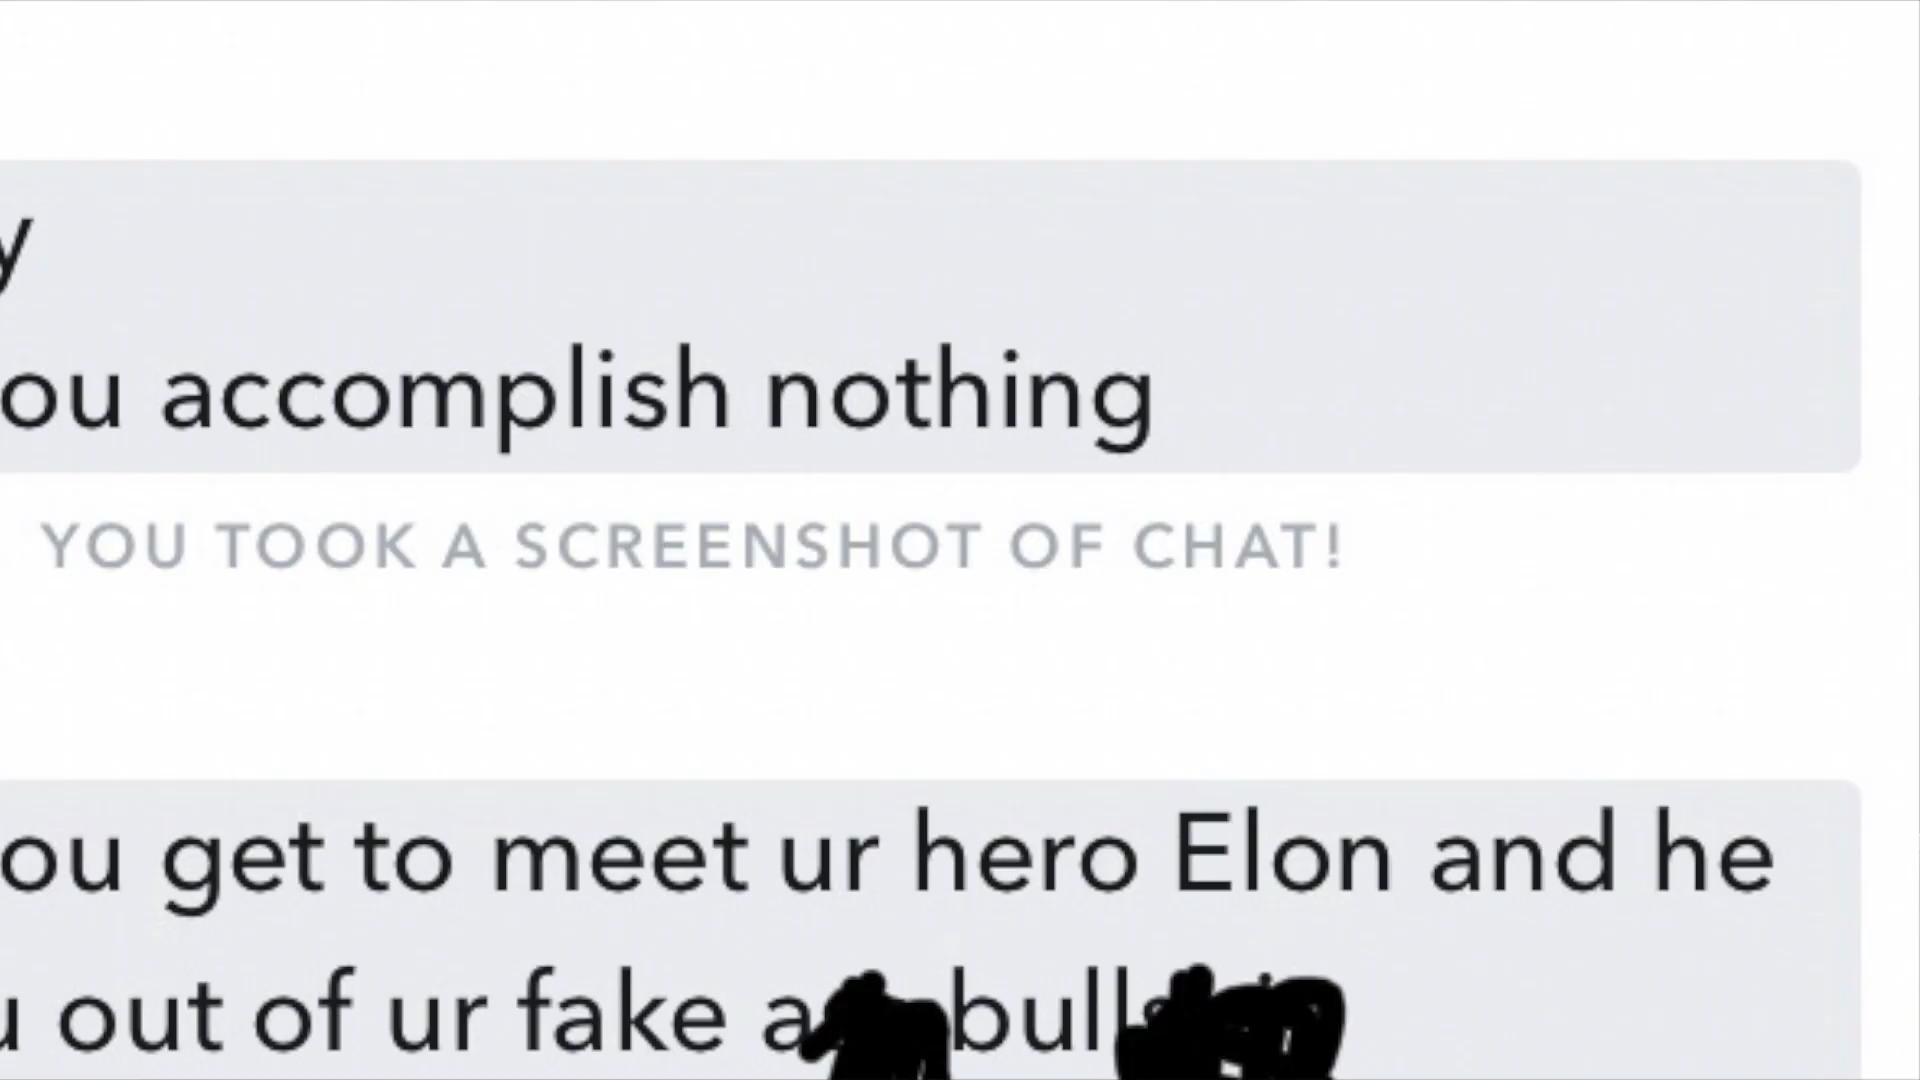 y
ou accomplish nothing
YOU TOOK A SCREENSHOT OF CHAT!
ou get to meet ur hero Elon and he
u out of ur fake a bull